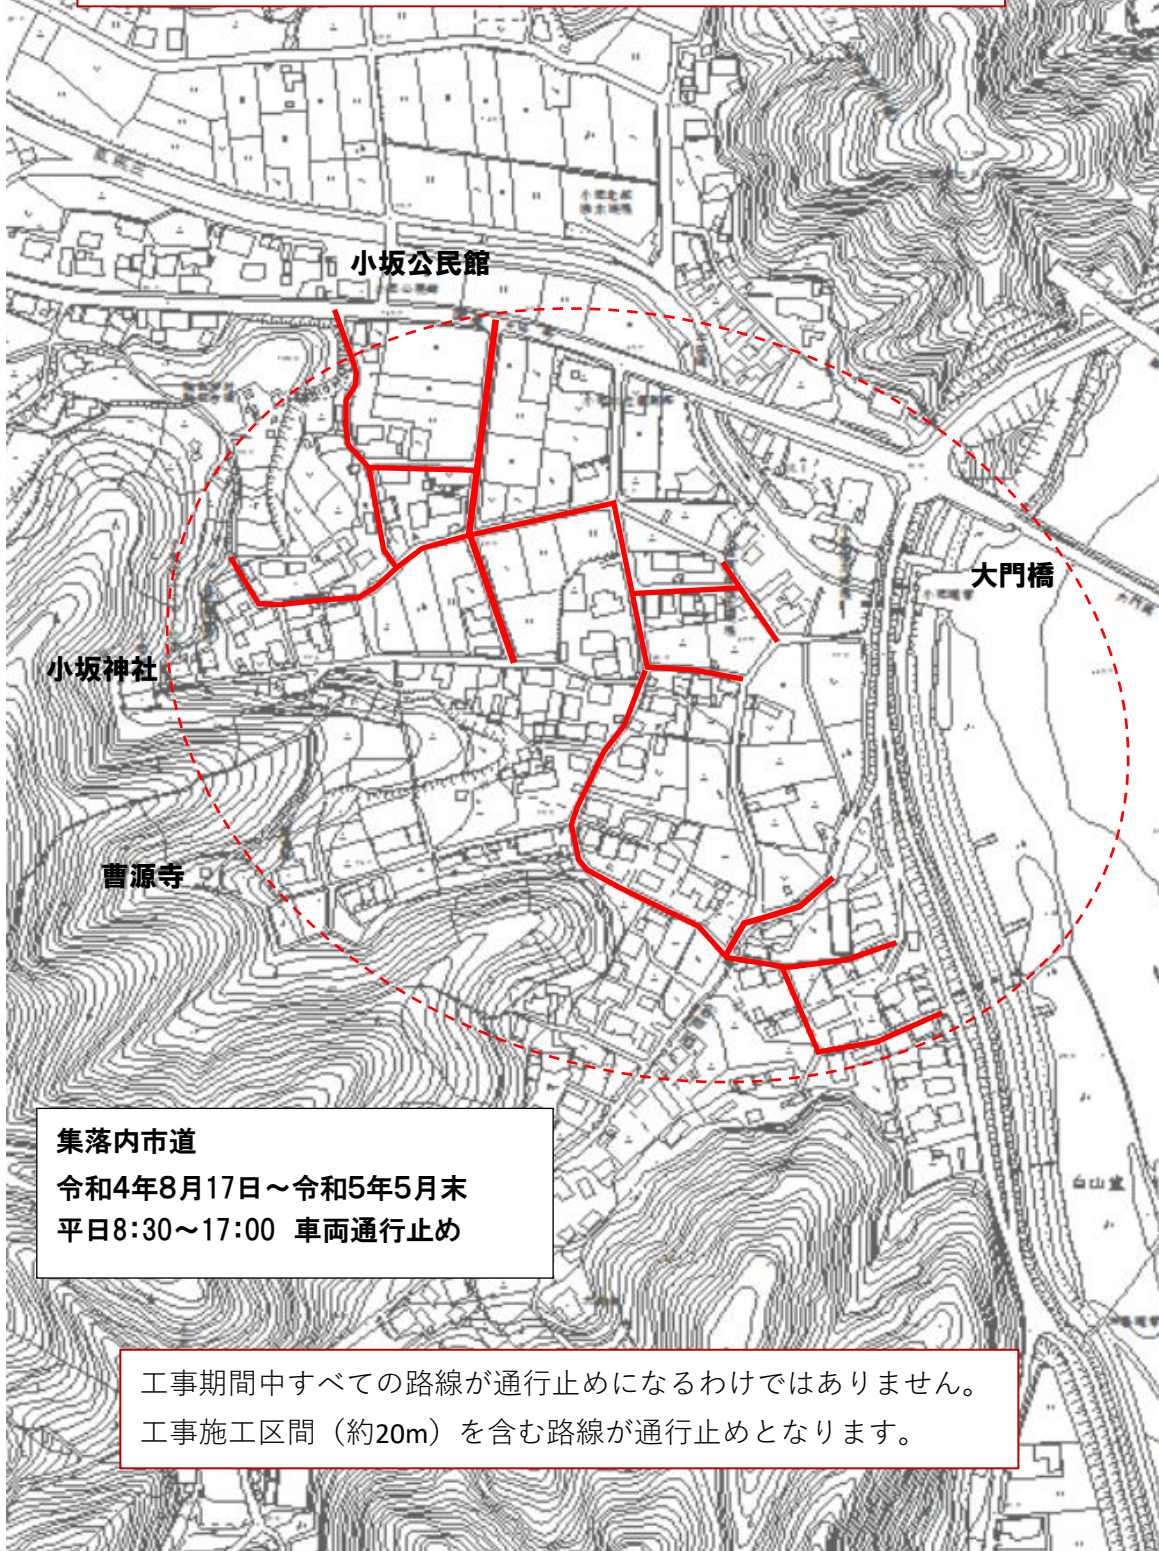 小坂公民館
大門橋
小坂神社
曹源寺
集落内市道
令和4年8月17日～令和5年5月末
平日8:30～17:00 車両通行止め
白山堂
工事期間中すべての路線が通行止めになるわけではありません。
工事施工区間（約20m）を含む路線が通行止めとなります。